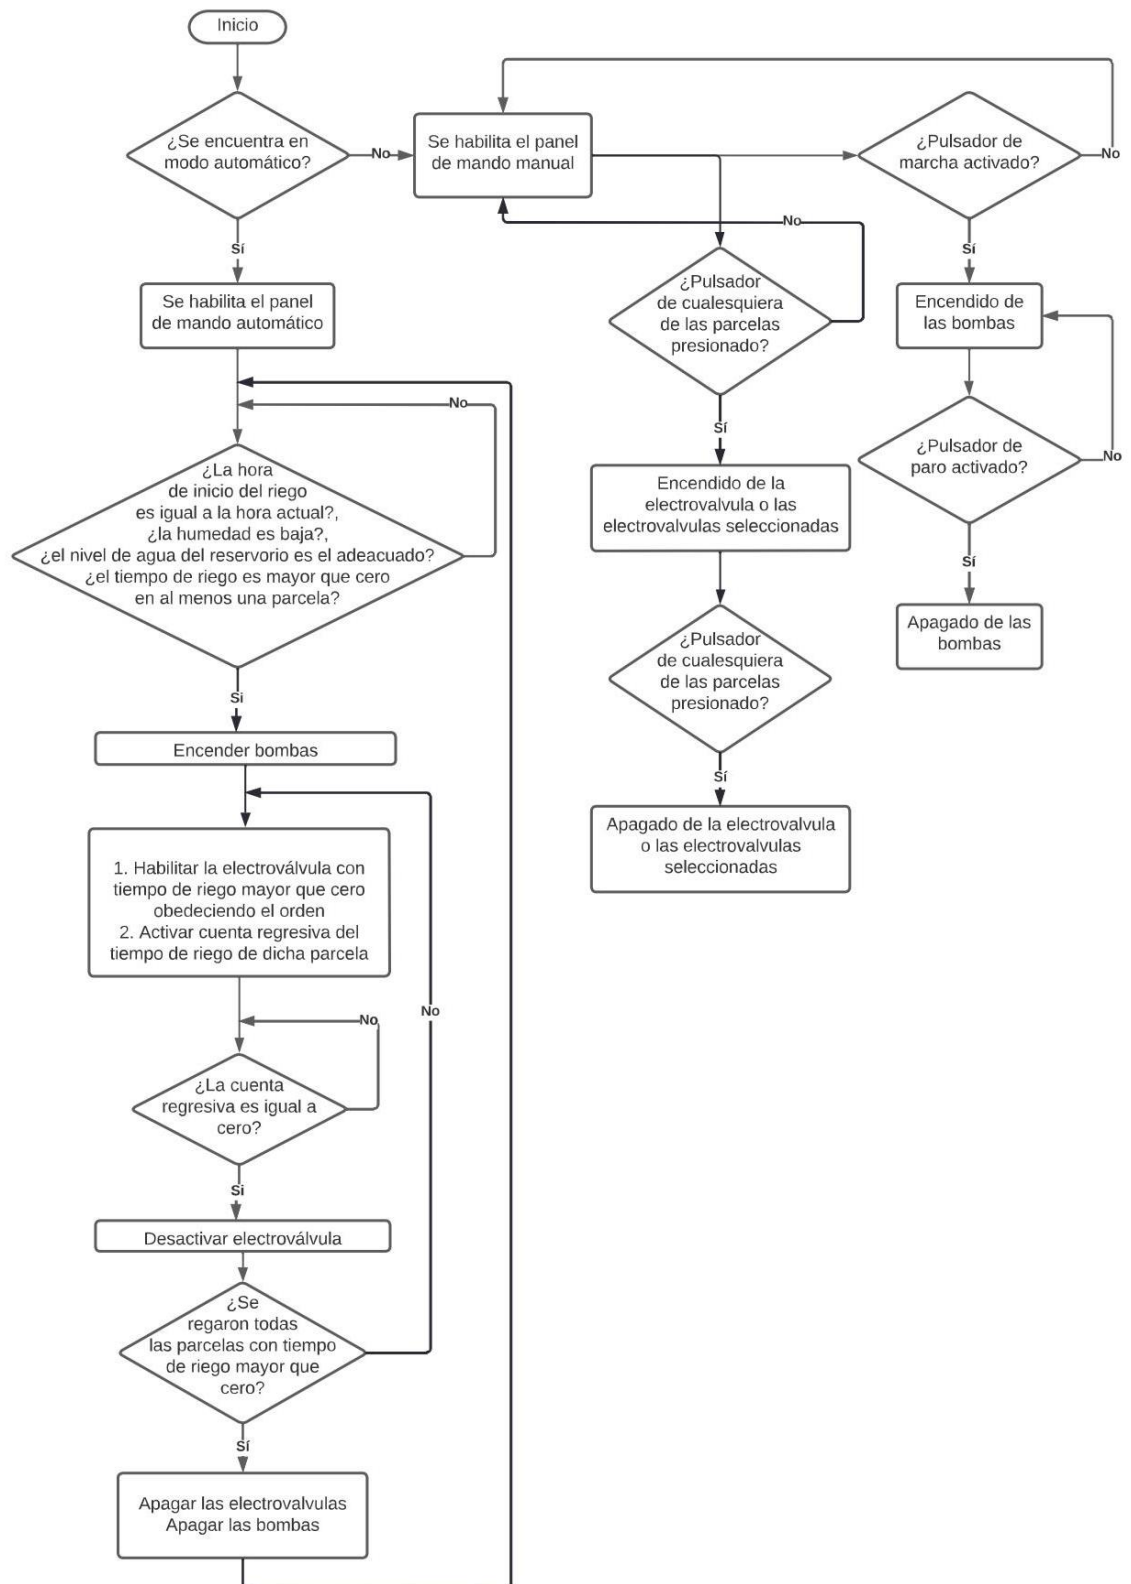 Inicio
¿Se encuentra en
modo automático?
No
Se habilita el panel
de mando manual
¿Pulsador de
marcha activado?
No
Sí
Se habilita el panel
de mando automático
No
¿Pulsador
de cualesquiera
de las parcelas
presionado?
Sí
Encendido de
las bombas
No
¿La hora
de inicio del riego
es igual a la hora actual?,
¿la humedad es baja?,
¿el nivel de agua del reservorio es el adeacuado?
¿el tiempo de riego es mayor que cero
en al menos una parcela?
Sí
Encendido de la
electrovalvula o las
electrovalvulas seleccionadas
¿Pulsador de
paro activado?
No
Sí
Apagado de las
bombas
Si
Encender bombas
¿Pulsador
de cualesquiera
de las parcelas
presionado?
Sí
Apagado de la electrovalvula
o las electrovalvulas
seleccionadas
1. Habilitar la electroválvula con
tiempo de riego mayor que cero
obedeciendo el orden
2. Activar cuenta regresiva del
tiempo de riego de dicha parcela
No
No
¿La cuenta
regresiva es igual a
cero?
Si
Desactivar electroválvula
¿Se
regaron todas
las parcelas con tiempo
de riego mayor que
cero?
Sí
Apagar las electrovalvulas
Apagar las bombas